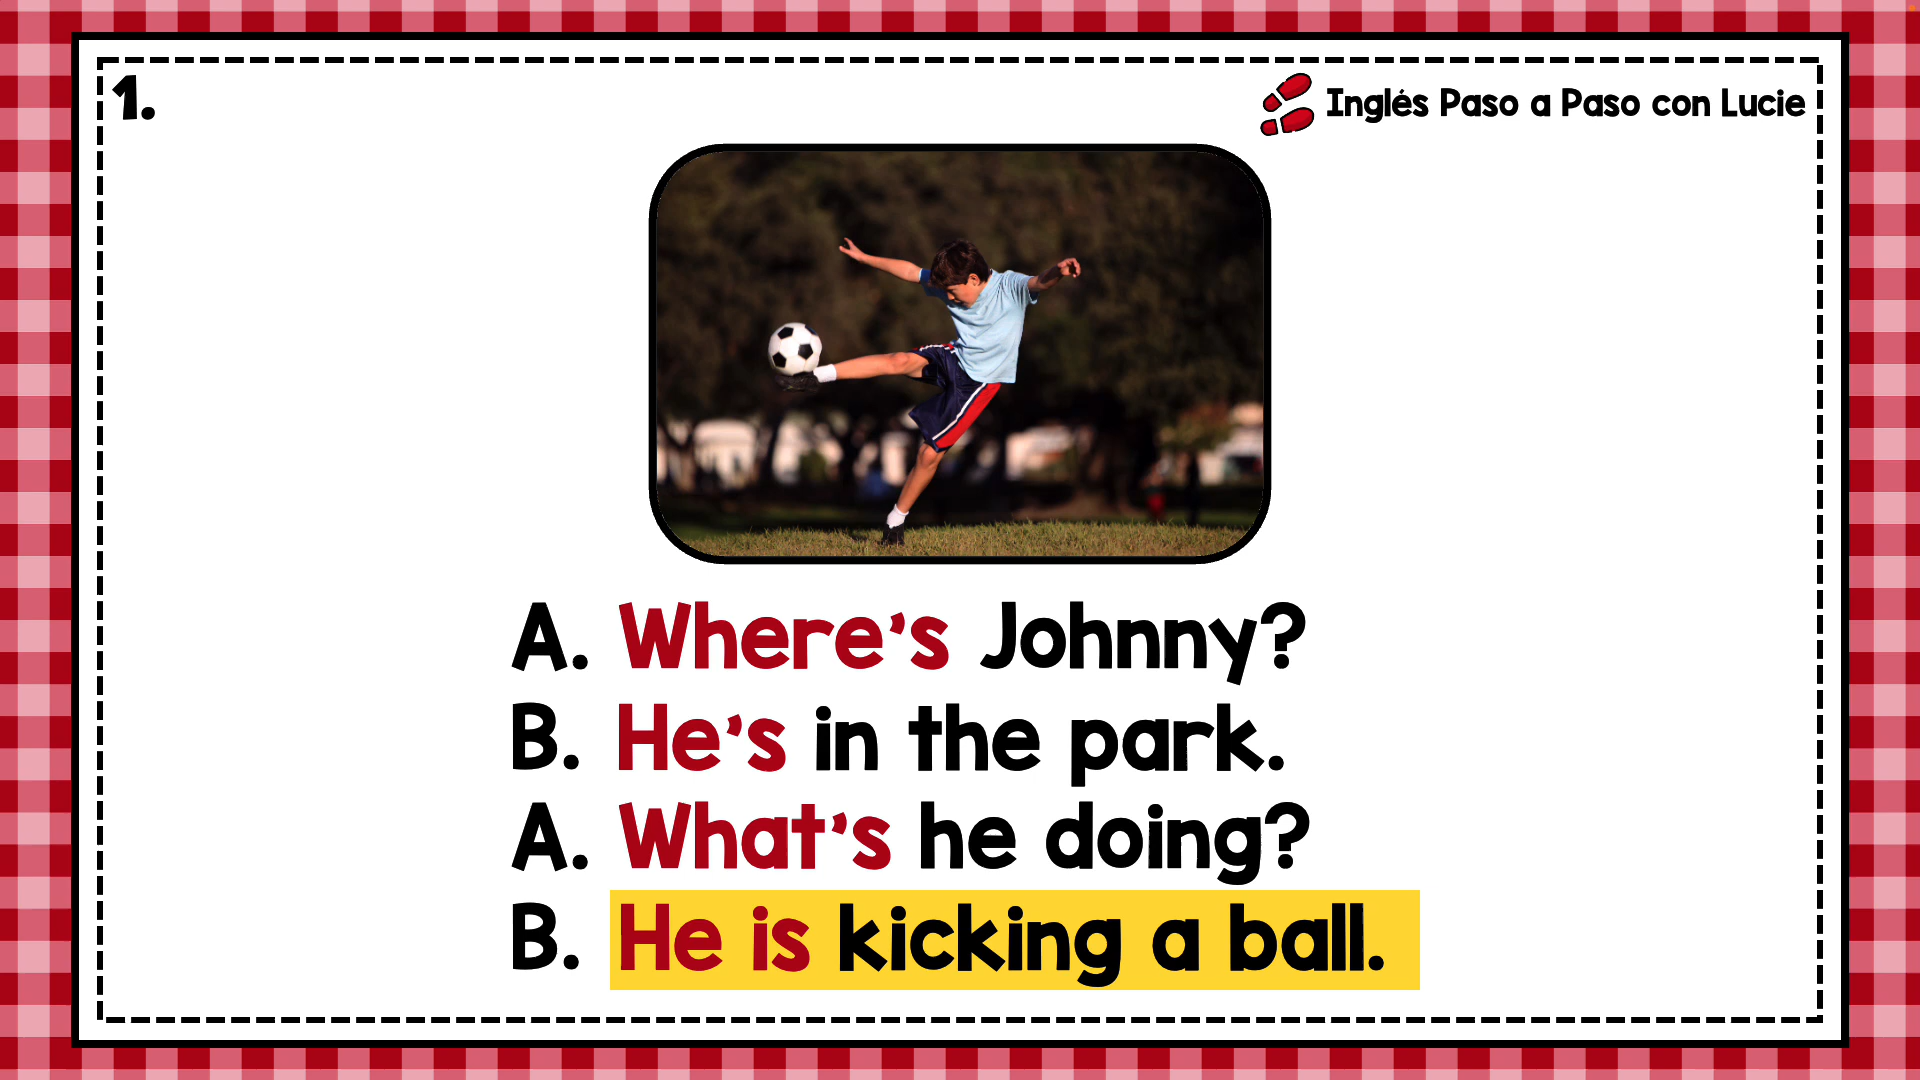 1.
Inglés Paso a Paso con Lucie
A. Where's Johnny?
B. He's in the park.
A. What's he doing?
B. He is kicking a ball.